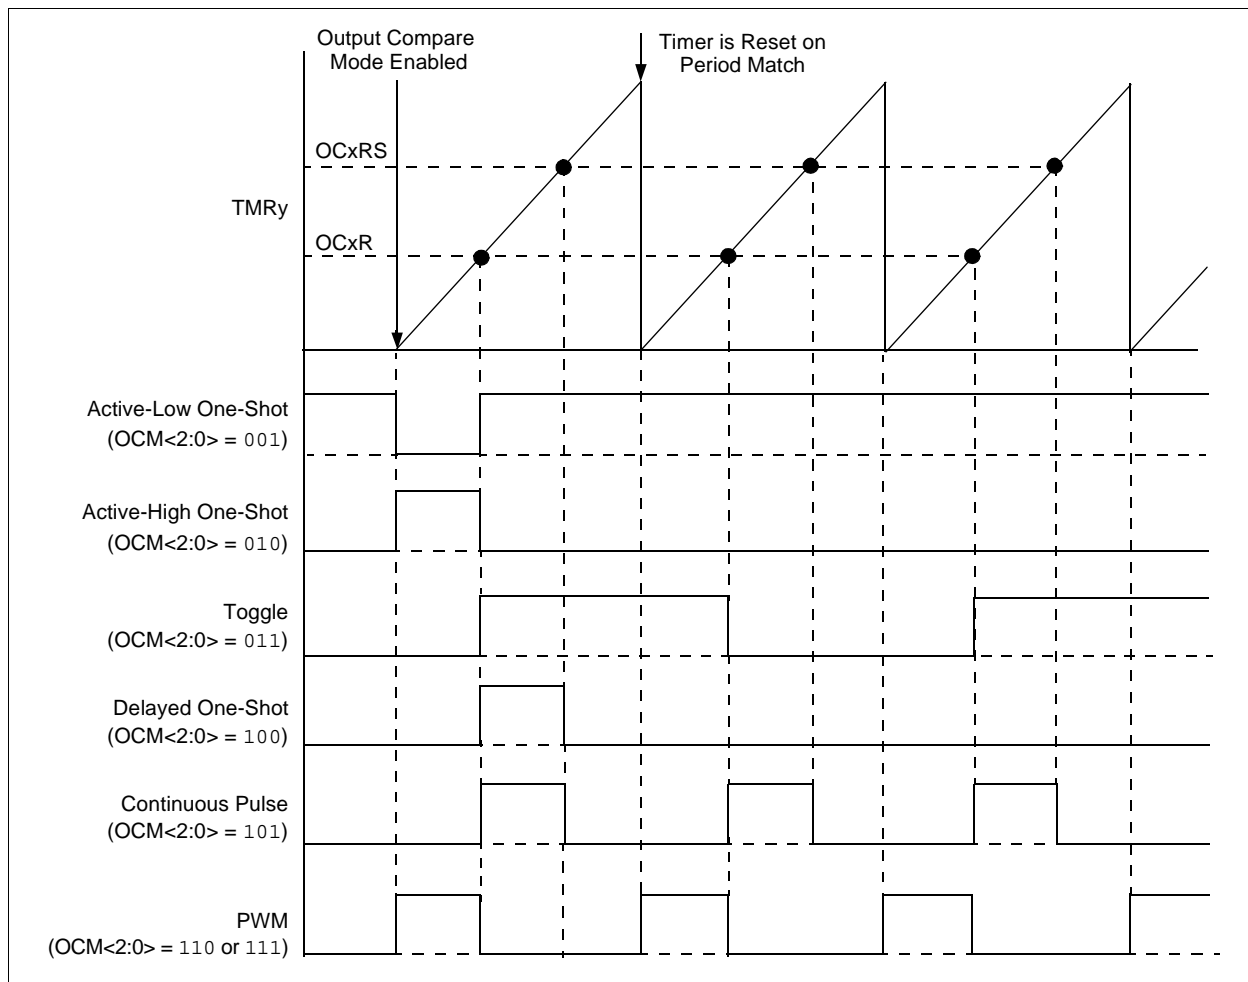 Output Compare
Mode Enabled
Timer is Reset on
Period Match
OCxRS
TMRy
OCxR
Active-Low One-Shot
(OCM<2:0> = 001)
Active-High One-Shot
(OCM<2:0> = 010)
Toggle
(OCM<2:0> = 011)
Delayed One-Shot
(OCM<2:0> = 100)
Continuous Pulse
(OCM<2:0> = 101)
PWM
(OCM<2:0> = 110 or 111)